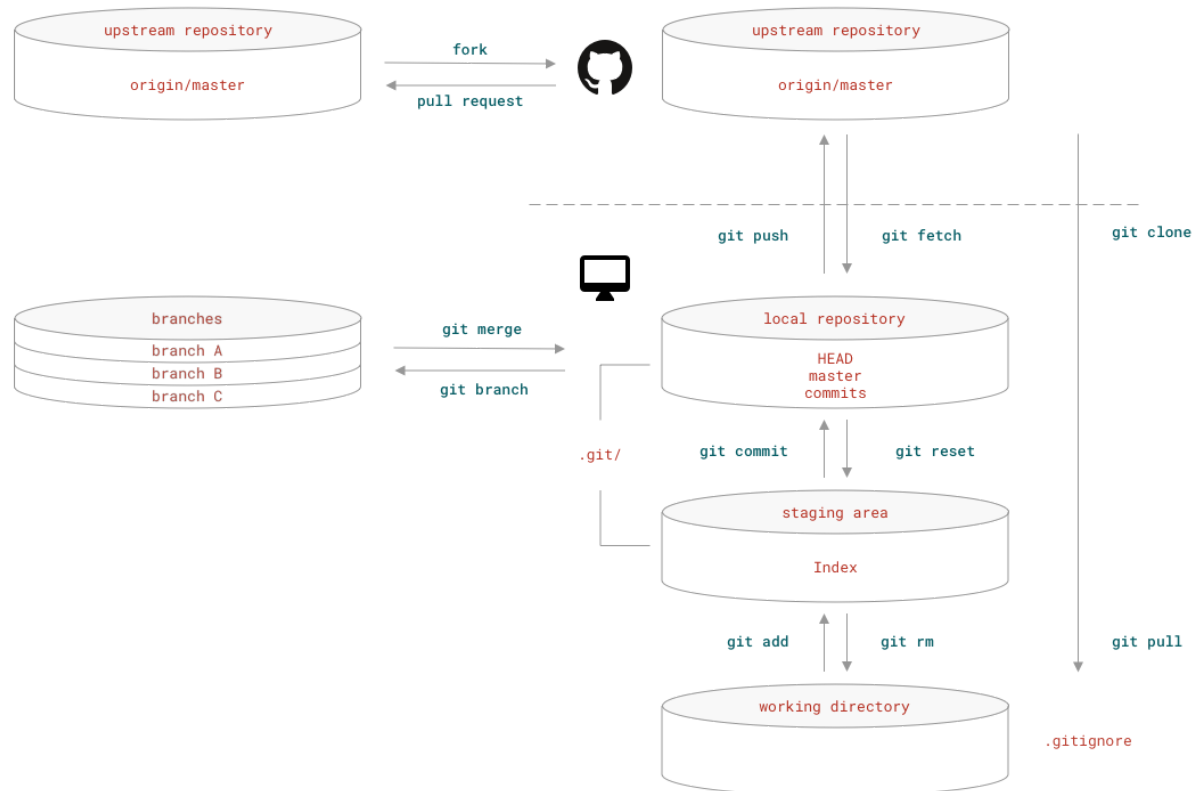 upstream repository
origin/master
fork
pull request
upstream repository
origin/master
git push
git fetch
git clone
branches
branch A
branch B
branch C
git merge
git branch
local repository
HEAD
master
commits
.git/
git commit
git reset
staging area
Index
git add
git rm
git pull
working directory
.gitignore